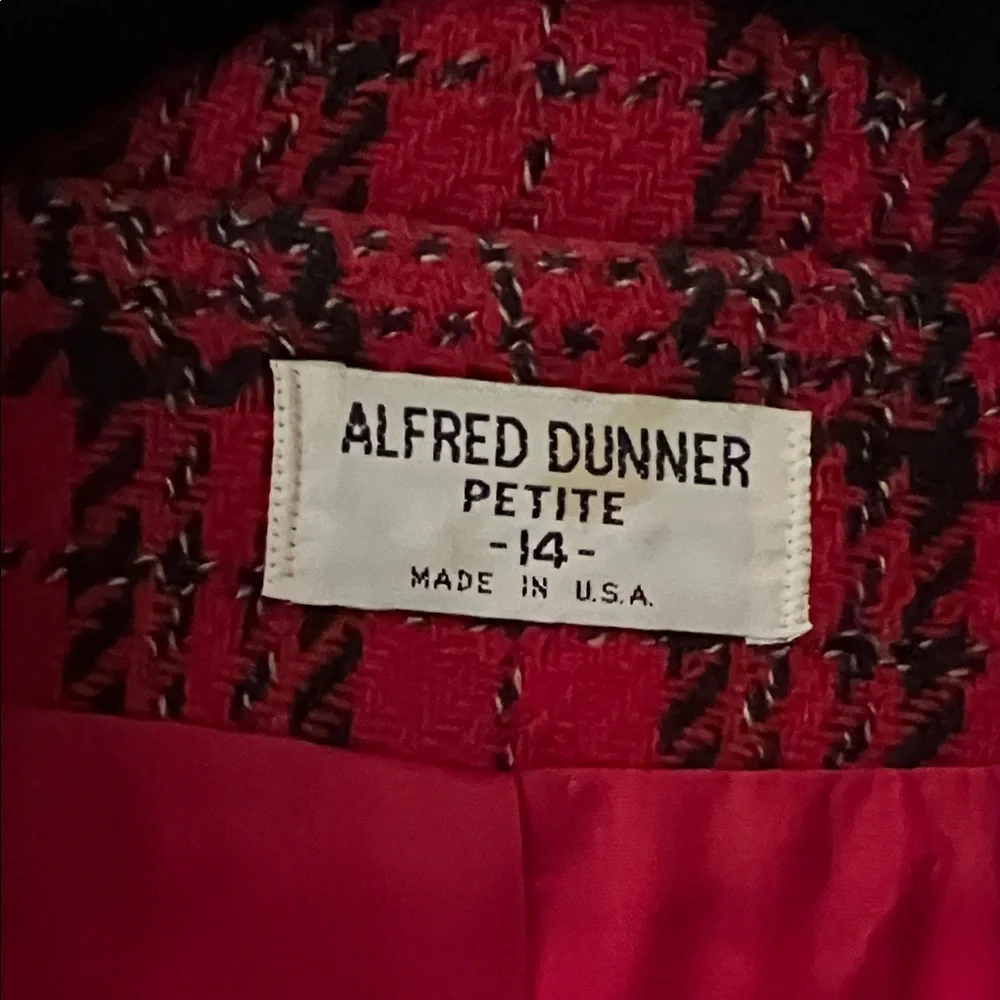 ALFRED DUNNER
PETITE
-14-
MADE IN U.S.A.